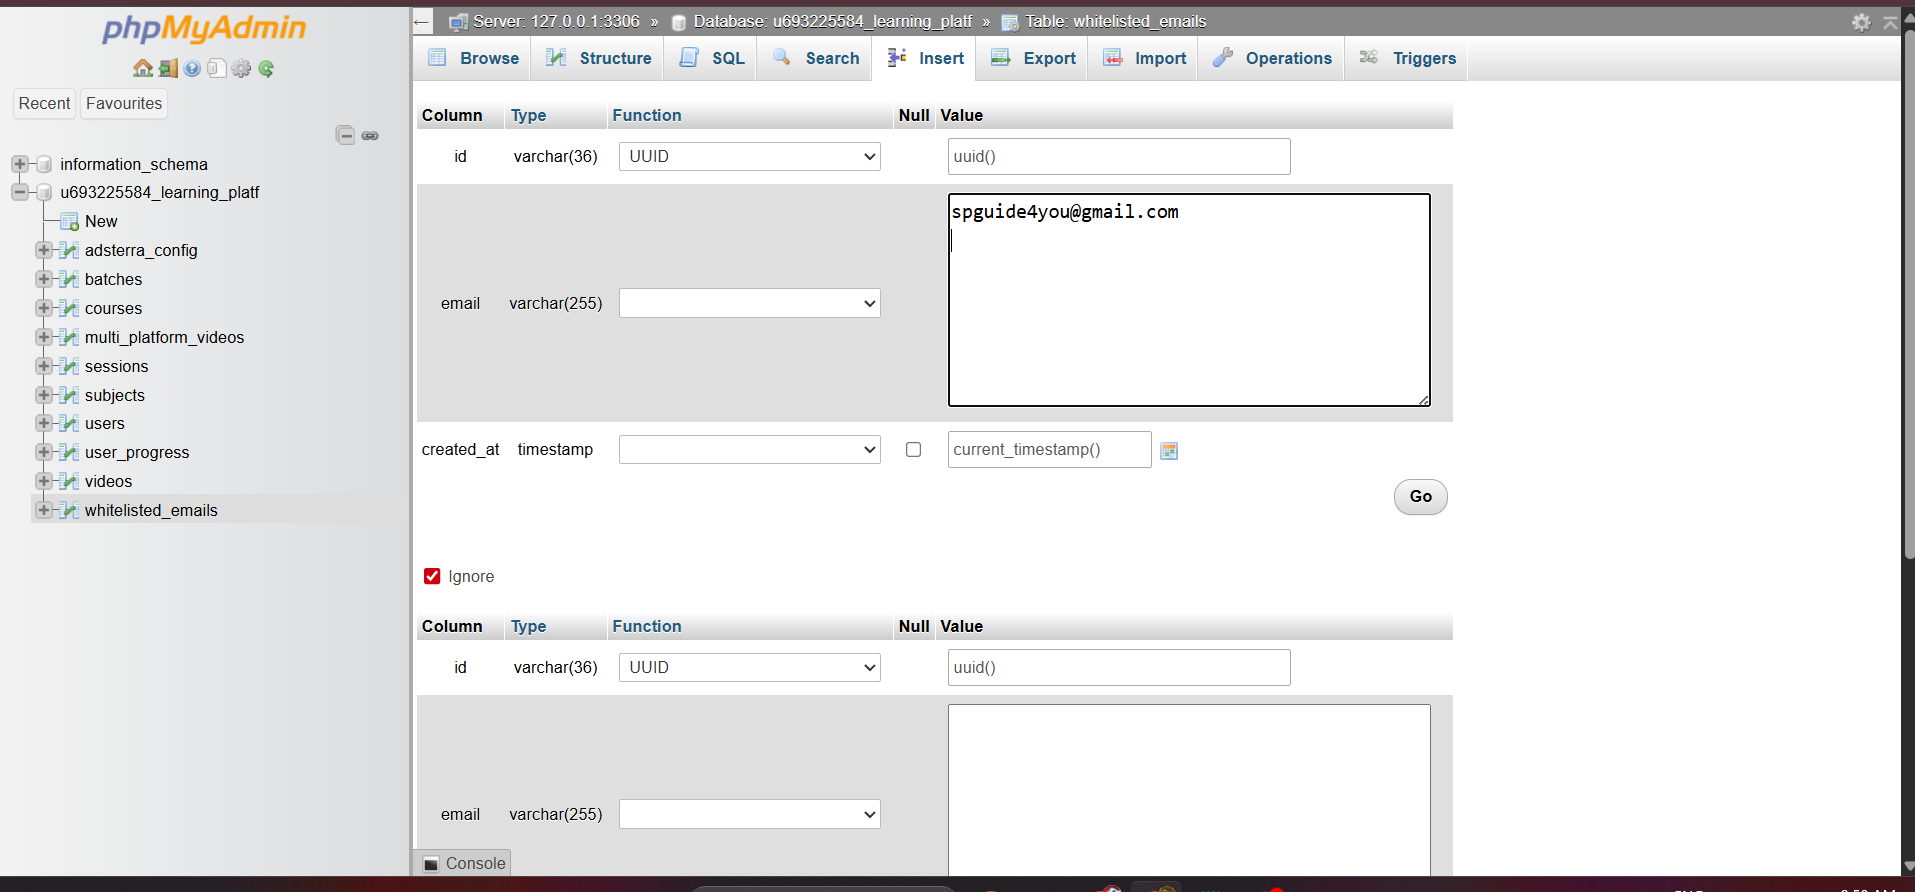 phpMyAdmin
Recent Favourites
information_schema
u693225584_learning_platf
New
adsterra_config
batches
courses
multi_platform_videos
sessions
subjects
users
user_progress
videos
whitelisted_emails
Server: 127.0.0.1:3306 » Database: u693225584_learning_platf » Table: whitelisted_emails
Browse Structure SQL Search Insert Export Import Operations Triggers
Column Type Function Null Value
id varchar(36) UUID uuid()
spguide4you@gmail.com
email varchar(255)
created_at timestamp current_timestamp()
Go
Ignore
Column Type Function Null Value
id varchar(36) UUID uuid()
email varchar(255)
Console